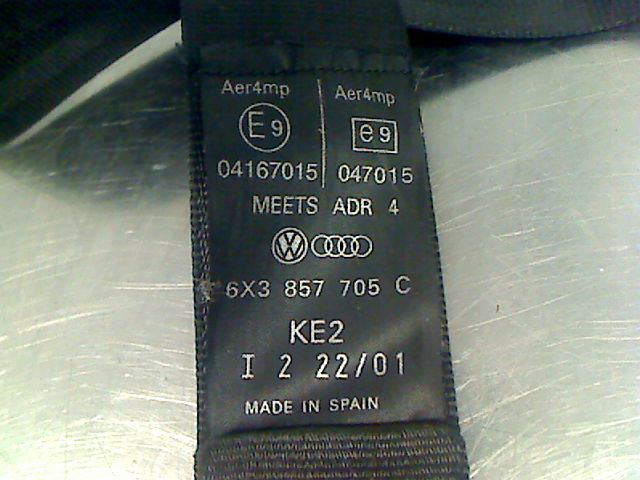 Aer4mp Aer4mp
E9 e9
04167015 047015
MEETS ADR 4
6X3 857 705 C
KE2
I 2 22/01
MADE IN SPAIN